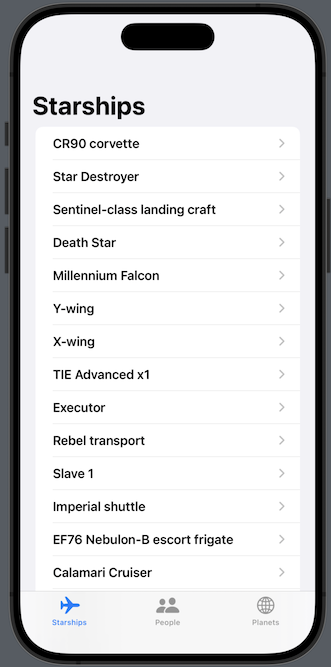 Starships
CR90 corvette
Star Destroyer
Sentinel-class landing craft
Death Star
Millennium Falcon
Y-wing
X-wing
TIE Advanced x1
Executor
Rebel transport
Slave 1
Imperial shuttle
EF76 Nebulon-B escort frigate
Calamari Cruiser
Starships People Planets